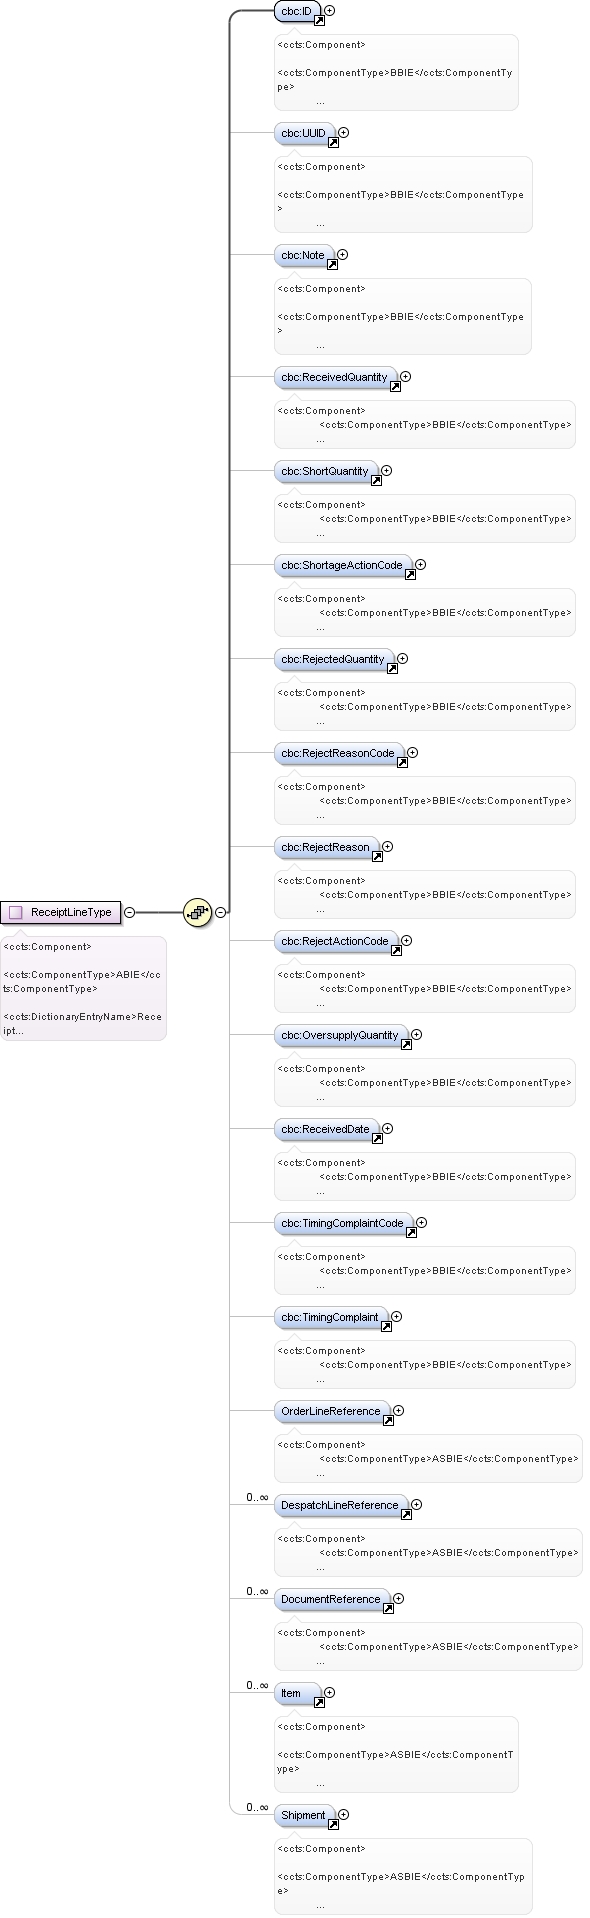 cbc:ID
<ccts:Component>
<ccts:ComponentType>BBIE</ccts:ComponentTy
pe>
...
cbc:UUID
<ccts:Component>
<ccts:ComponentType>BBIE</ccts:ComponentType
>
...
cbc:Note
<ccts:Component>
<ccts:ComponentType>BBIE</ccts:ComponentType
>
...
cbc:ReceivedQuantity
<ccts:Component>
<ccts:ComponentType>BBIE</ccts:ComponentType>
...
cbc:ShortQuantity
<ccts:Component>
<ccts:ComponentType>BBIE</ccts:ComponentType>
...
cbc:ShortageActionCode
<ccts:Component>
<ccts:ComponentType>BBIE</ccts:ComponentType>
...
cbc:RejectedQuantity
<ccts:Component>
<ccts:ComponentType>BBIE</ccts:ComponentType>
...
cbc:RejectReasonCode
<ccts:Component>
<ccts:ComponentType>BBIE</ccts:ComponentType>
...
cbc:RejectReason
<ccts:Component>
<ccts:ComponentType>BBIE</ccts:ComponentType>
...
ReceiptLineType
<ccts:Component>
<ccts:ComponentType>ABIE</cc
ts:ComponentType>
<ccts:DictionaryEntryName>Rece
ipt...
cbc:RejectActionCode
<ccts:Component>
<ccts:ComponentType>BBIE</ccts:ComponentType>
...
cbc:OversupplyQuantity
<ccts:Component>
<ccts:ComponentType>BBIE</ccts:ComponentType>
...
cbc:ReceivedDate
<ccts:Component>
<ccts:ComponentType>BBIE</ccts:ComponentType>
...
cbc:TimingComplaintCode
<ccts:Component>
<ccts:ComponentType>BBIE</ccts:ComponentType>
...
cbc:TimingComplaint
<ccts:Component>
<ccts:ComponentType>BBIE</ccts:ComponentType>
...
OrderLineReference
<ccts:Component>
<ccts:ComponentType>ASBIE</ccts:ComponentType>
...
0..∞ DespatchLineReference
<ccts:Component>
<ccts:ComponentType>ASBIE</ccts:ComponentType>
...
0..∞ DocumentReference
<ccts:Component>
<ccts:ComponentType>ASBIE</ccts:ComponentType>
...
0..∞ Item
<ccts:Component>
<ccts:ComponentType>ASBIE</ccts:ComponentT
ype>
...
0..∞ Shipment
<ccts:Component>
<ccts:ComponentType>ASBIE</ccts:ComponentTyp
e>
...